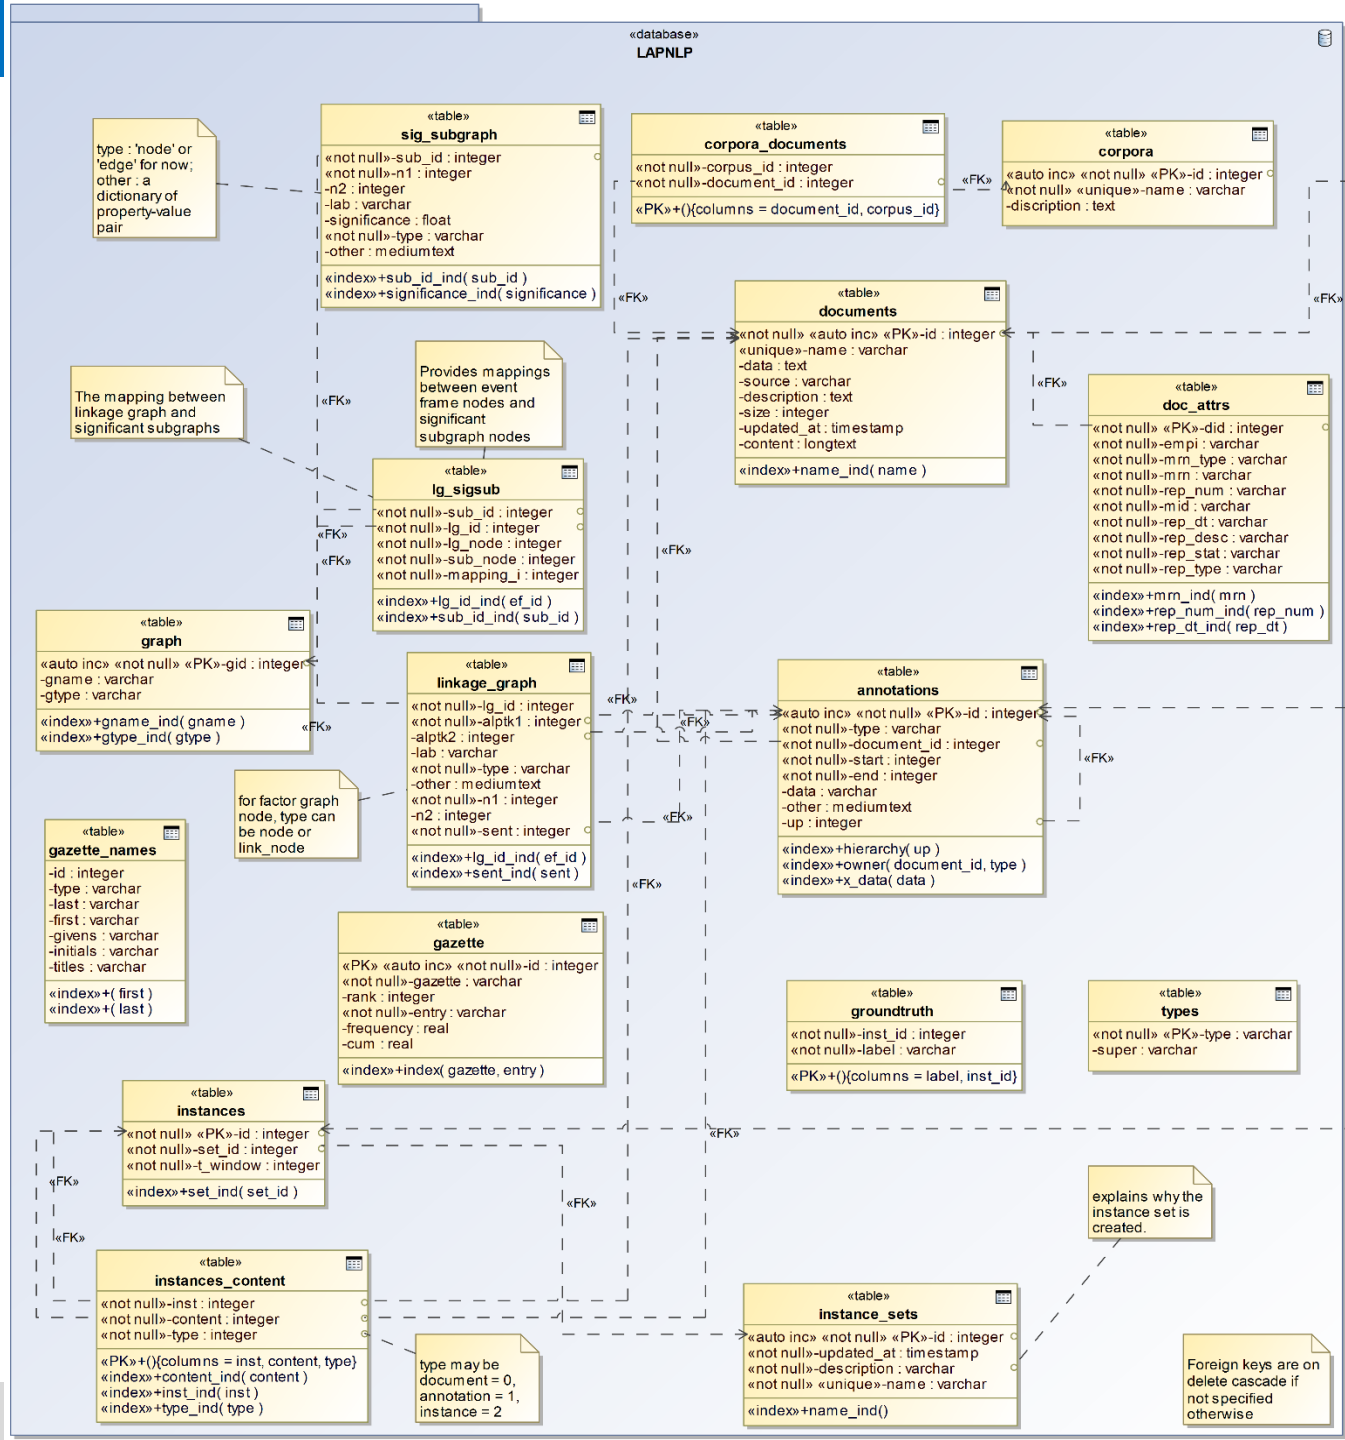 «database»
LAPNLP
type : 'node' or
'edge' for now;
other : a
dictionary of
property-value
pair
«table»
sig_subgraph
«not null»-sub_id : integer
«not null»-n1 : integer
-n2 : integer
-lab : varchar
-significance : float
«not null»-type : varchar
-other : mediumtext
«index»+sub_id_ind( sub_id )
«index»+significance_ind( significance )
«table»
corpora_documents
«not null»-corpus_id : integer
«not null»-document_id : integer
«PK»+(){columns = document_id, corpus_id}
«FK»
«table»
corpora
«auto inc» «not null» «PK»-id : integer
«not null» «unique»-name : varchar
-discription : text
«FK»
«FK»
«table»
documents
«not null» «auto inc» «PK»-id : integer
«unique»-name : varchar
-data : text
-source : varchar
-description : text
-size : integer
-updated_at : timestamp
-content : longtext
«index»+name_ind( name )
«FK»
«table»
doc_attrs
«not null» «PK»-did : integer
«not null»-empi : varchar
«not null»-mrn_type : varchar
«not null»-mrn : varchar
«not null»-rep_num : varchar
«not null»-mid : varchar
«not null»-rep_dt : varchar
«not null»-rep_desc : varchar
«not null»-rep_stat : varchar
«not null»-rep_type : varchar
«index»+mrn_ind( mrn )
«index»+rep_num_ind( rep_num )
«index»+rep_dt_ind( rep_dt )
The mapping between
linkage graph and
significant subgraphs
«FK»
Provides mappings
between event
frame nodes and
significant
subgraph nodes
«table»
lg_sigsub
«not null»-sub_id : integer
«not null»-lg_id : integer
«not null»-lg_node : integer
«not null»-sub_node : integer
«not null»-mapping_i : integer
«index»+lg_id_ind( ef_id )
«index»+sub_id_ind( sub_id )
«FK»
«FK»
«FK»
«table»
graph
«auto inc» «not null» «PK»-gid : integer
-gname : varchar
-gtype : varchar
«index»+gname_ind( gname )
«index»+gtype_ind( gtype )
«FK»
«table»
linkage_graph
«not null»-lg_id : integer
«not null»-alptk1 : integer
-alptk2 : integer
-lab : varchar
«not null»-type : varchar
-other : mediumtext
«not null»-n1 : integer
-n2 : integer
«not null»-sent : integer
«index»+lg_id_ind( ef_id )
«index»+sent_ind( sent )
«FK»
«FK»
«FK»
«FK»
«table»
annotations
«auto inc» «not null» «PK»-id : integer
«not null»-type : varchar
«not null»-document_id : integer
«not null»-start : integer
«not null»-end : integer
-data : varchar
-other : mediumtext
-up : integer
«index»+hierarchy( up )
«index»+owner( document_id, type )
«index»+x_data( data )
«FK»
for factor graph
node, type can
be node or
link_node
«table»
gazette_names
-id : integer
-type : varchar
-last : varchar
-first : varchar
-givens : varchar
-initials : varchar
-titles : varchar
«index»+( first )
«index»+( last )
«table»
gazette
«PK» «auto inc» «not null»-id : integer
«not null»-gazette : varchar
-rank : integer
«not null»-entry : varchar
-frequency : real
-cum : real
«index»+index( gazette, entry )
«table»
groundtruth
«not null»-inst_id : integer
«not null»-label : varchar
«PK»+(){columns = label, inst_id}
«table»
types
«not null» «PK»-type : varchar
-super : varchar
«table»
instances
«not null» «PK»-id : integer
«not null»-set_id : integer
«not null»-t_window : integer
«index»+set_ind( set_id )
«FK»
«FK»
«FK»
«FK»
«table»
instances_content
«not null»-inst : integer
«not null»-content : integer
«not null»-type : integer
«PK»+(){columns = inst, content, type}
«index»+content_ind( content )
«index»+inst_ind( inst )
«index»+type_ind( type )
type may be
document = 0,
annotation = 1,
instance = 2
explains why the
instance set is
created.
«table»
instance_sets
«auto inc» «not null» «PK»-id : integer
«not null»-updated_at : timestamp
«not null»-description : varchar
«not null» «unique»-name : varchar
«index»+name_ind()
Foreign keys are on
delete cascade if
not specified
otherwise